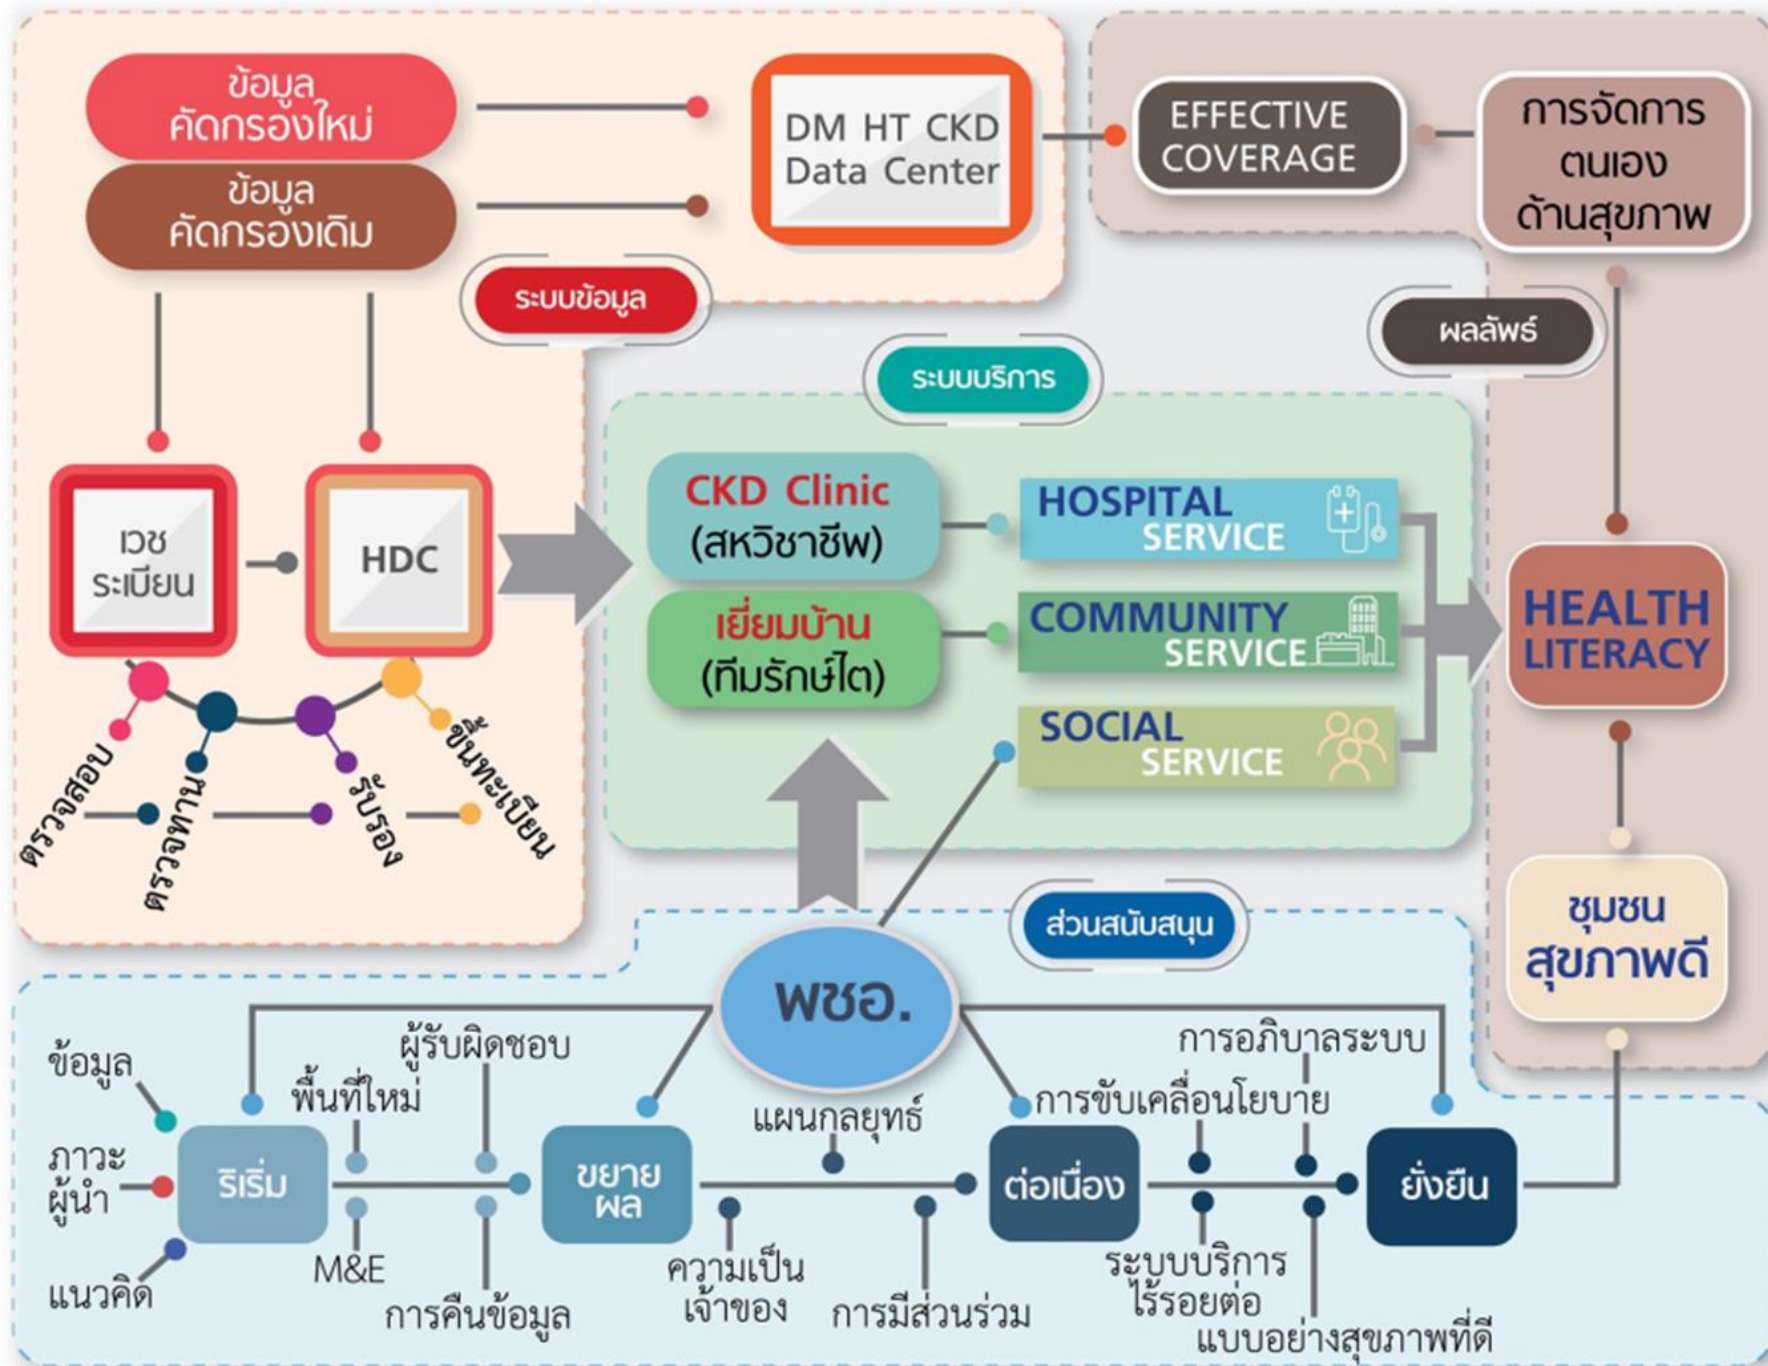 ข้อมูล
คัดกรองใหม่
ข้อมูล
คัดกรองเดิม
DM HT CKD
Data Center
EFFECTIVE
COVERAGE
การจัดการ
ตนเอง
ด้านสุขภาพ
ระบบข้อมูล
ผลลัพธ์
ระบบบริการ
เวช
ระเบียน
HDC
CKD Clinic
(สหวิชาชีพ)
HOSPITAL
SERVICE
เยี่ยมบ้าน
(ทีมรักษ์ไต)
COMMUNITY
SERVICE
SOCIAL
SERVICE
HEALTH
LITERACY
ตรวจสอบ
ตรวจทาน
รับรอง
ขึ้นทะเบียน
ส่วนสนับสนุน
ชุมชน
สุขภาพดี
พชอ.
ข้อมูล
ภาวะ
ผู้นำ
แนวคิด
ริเริ่ม
พื้นที่ใหม่
ผู้รับผิดชอบ
M&E
การคืนข้อมูล
ขยาย
ผล
แผนกลยุทธ์
ความเป็น
เจ้าของ
การมีส่วนร่วม
ต่อเนื่อง
การขับเคลื่อนโยบาย
การอภิบาลระบบ
ระบบบริการ
ไร้รอยต่อ
แบบอย่างสุขภาพที่ดี
ยั่งยืน